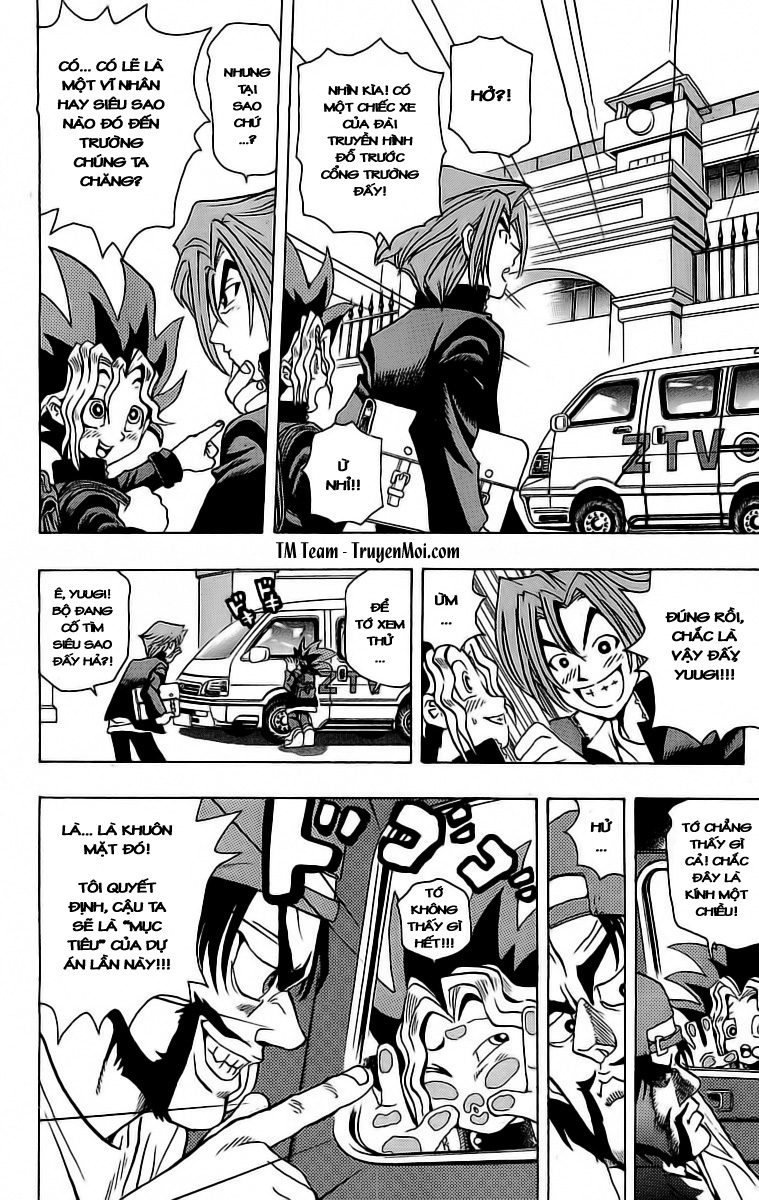 HỞ?!
NHÌN KÌA! CÓ
MỘT CHIẾC XE
CỦA ĐÀI
TRUYỀN HÌNH
ĐỖ TRƯỚC
CỔNG TRƯỜNG
ĐẤY!
ZTV
Ừ
NHỈ!!
NHƯNG
TẠI
SAO
CHỨ
...?
CÓ... CÓ LẼ LÀ
MỘT VĨ NHÂN
HAY SIÊU SAO
NÀO ĐÓ ĐẾN
TRƯỜNG
CHÚNG TA
CHĂNG?
TM Team - TruyenMoi.com
ĐÚNG RỒI,
CHẮC LÀ
VẬY ĐẤY,
YUUGI!!!
ỪM
...
ĐỂ
TỚ XEM
THỬ
...
ドキ
ドキ
Ê, YUUGI!
BỘ ĐANG
CỐ TÌM
SIÊU SAO
ĐẤY HẢ?!
ZTV
TỚ CHẲNG
THẤY GÌ
CẢ! CHẮC
ĐÂY LÀ
KÍNH MỘT
CHIỀU!
HỬ
...
TỚ
KHÔNG
THẤY GÌ
HẾT!!!
LÀ... LÀ KHUÔN
MẶT ĐÓ!
TÔI QUYẾT
ĐỊNH, CẬU TA
SẼ LÀ “MỤC
TIÊU” CỦA DỰ
ÁN LẦN NÀY!!!